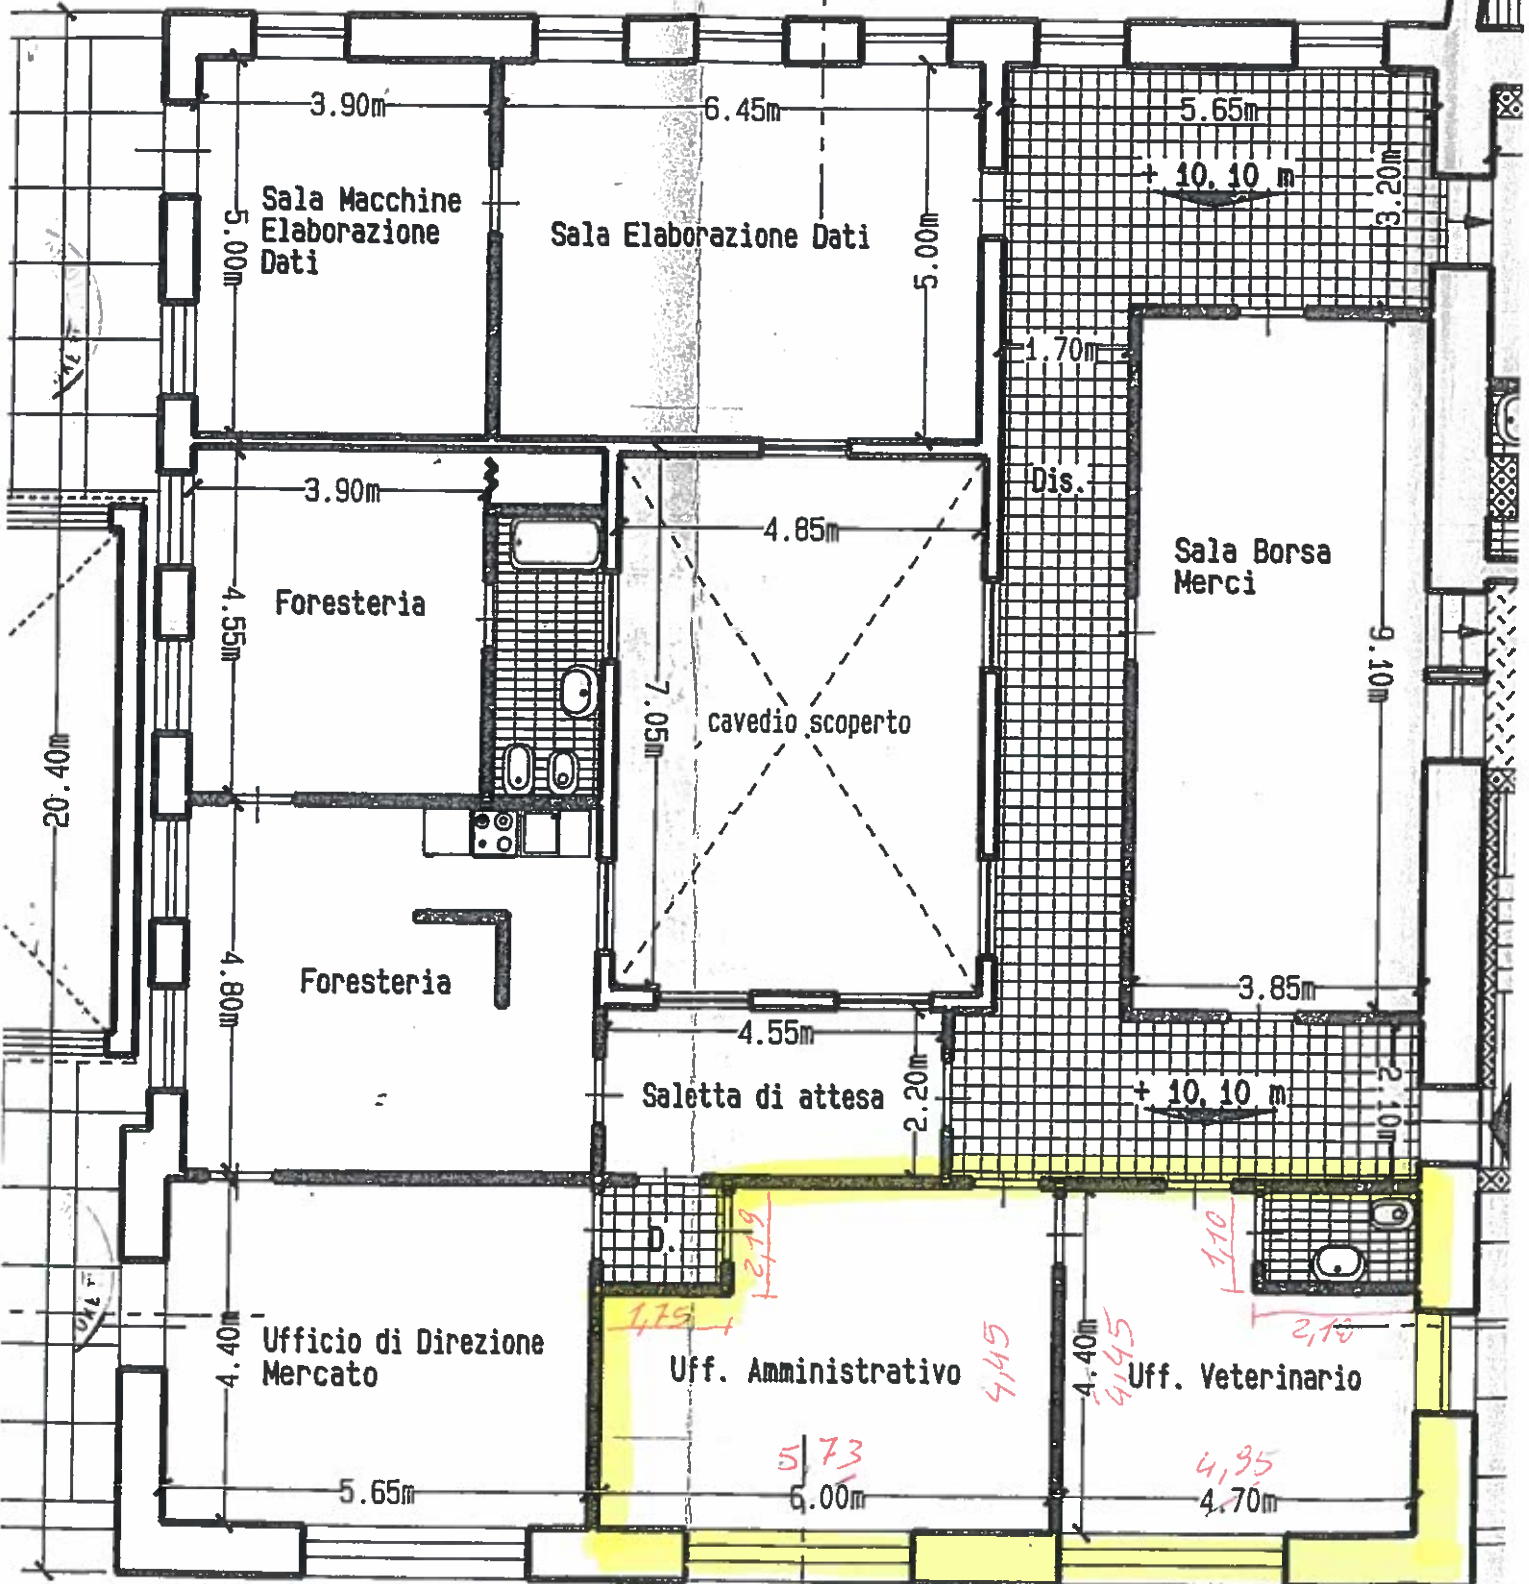 3.90m
6.45m
5.65m
+ 10.10 m
3.20m
Sala Macchine
Elaborazione
Dati
5.00m
Sala Elaborazione Dati
5.00m
1.70m
3.90m
Dis.
4.85m
Sala Borsa
Merci
Foresteria
4.55m
9.10m
7.05m
cavedio scoperto
20.40m
Foresteria
4.80m
3.85m
4.55m
Saletta di attesa
2.20m
+ 10.10 m
2.10m
D.
2,19
1,10
1,75
2,18
Ufficio di Direzione
Mercato
4.40m
Uff. Amministrativo
4,45
4.40m
4,45
Uff. Veterinario
5,73
4,95
5.65m
6.00m
4.70m